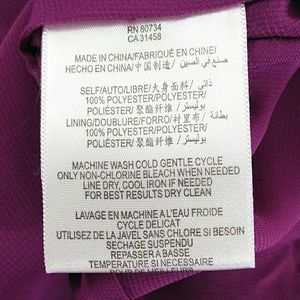 RN 80734
CA 31458
MADE IN CHINA/FABRIQUÉ EN CHINE/
HECHO EN CHINA/中国制造/ صنع في الصين
SELF/AUTO/LIBRE/大身面料/ ذاتي/
100% POLYESTER/POLYESTER/
POLIÉSTER/聚酯纤维/ بوليستر
LINING/DOUBLURE/FORRO/衬里布/ بطانة/
100% POLYESTER/POLYESTER/
POLIÉSTER/聚酯纤维/ بوليستر
MACHINE WASH COLD GENTLE CYCLE
ONLY NON-CHLORINE BLEACH WHEN NEEDED
LINE DRY, COOL IRON IF NEEDED
FOR BEST RESULTS DRY CLEAN
LAVAGE EN MACHINE A L'EAU FROIDE
CYCLE DELICAT
UTILISEZ DE LA JAVEL SANS CHLORE SI BESOIN
SECHAGE SUSPENDU
REPASSER A BASSE
TEMPERATURE SI NECESSAIRE
POUR DE MEILLEURS